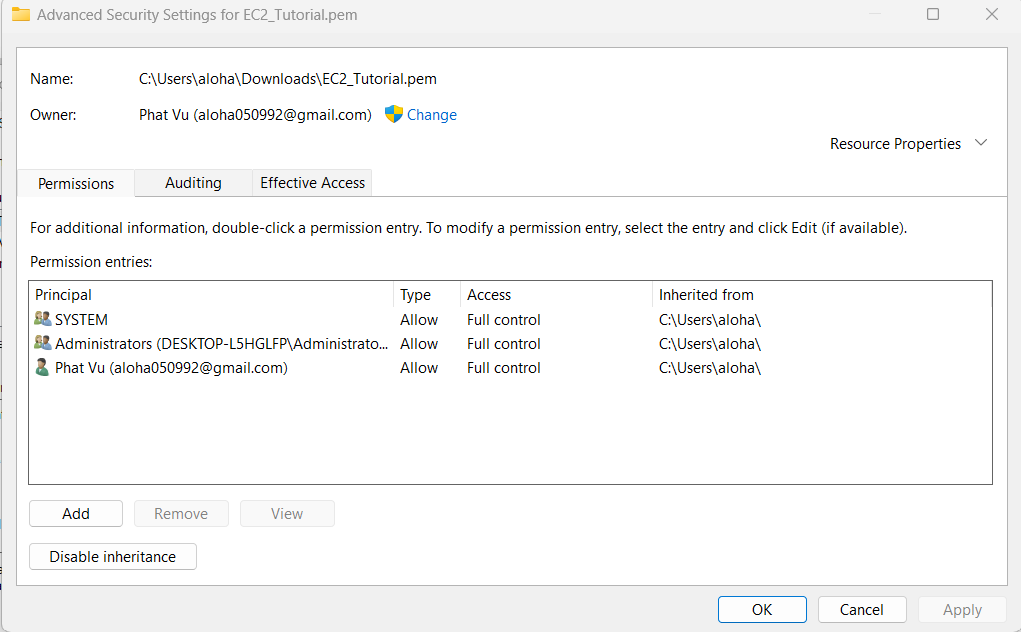 Advanced Security Settings for EC2_Tutorial.pem
Name: C:\Users\aloha\Downloads\EC2_Tutorial.pem
Owner: Phat Vu (aloha050992@gmail.com) Change
Resource Properties
Permissions Auditing Effective Access
For additional information, double-click a permission entry. To modify a permission entry, select the entry and click Edit (if available).
Permission entries:
Principal Type Access Inherited from
SYSTEM Allow Full control C:\Users\aloha\
Administrators (DESKTOP-L5HGLFP\Administrato... Allow Full control C:\Users\aloha\
Phat Vu (aloha050992@gmail.com) Allow Full control C:\Users\aloha\
Add Remove View
Disable inheritance
OK Cancel Apply